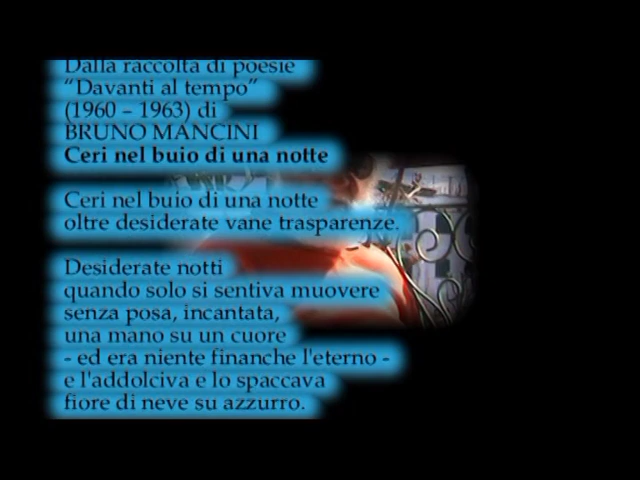 Dalla raccolta di poesie
“Davanti al tempo”
(1960 – 1963) di
BRUNO MANCINI
Ceri nel buio di una notte
Ceri nel buio di una notte
oltre desiderate vane trasparenze.
Desiderate notti
quando solo si sentiva muovere
senza posa, incantata,
una mano su un cuore
- ed era niente finanche l'eterno -
e l'addolciva e lo spaccava
fiore di neve su azzurro.